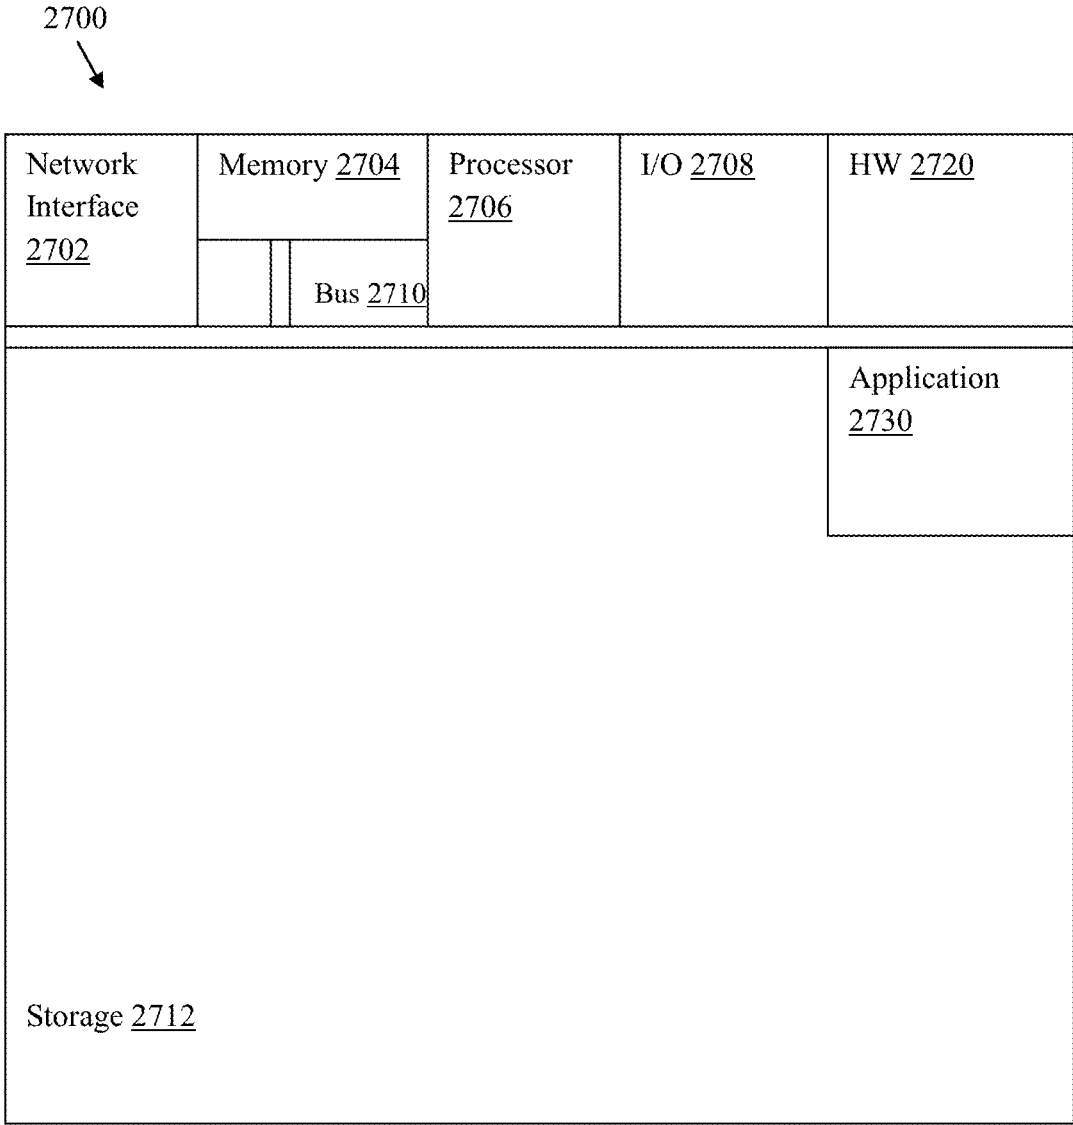 2700
Network
Interface
2702
Memory 2704
Processor
2706
I/O 2708
HW 2720
Bus 2710
Application
2730
Storage 2712